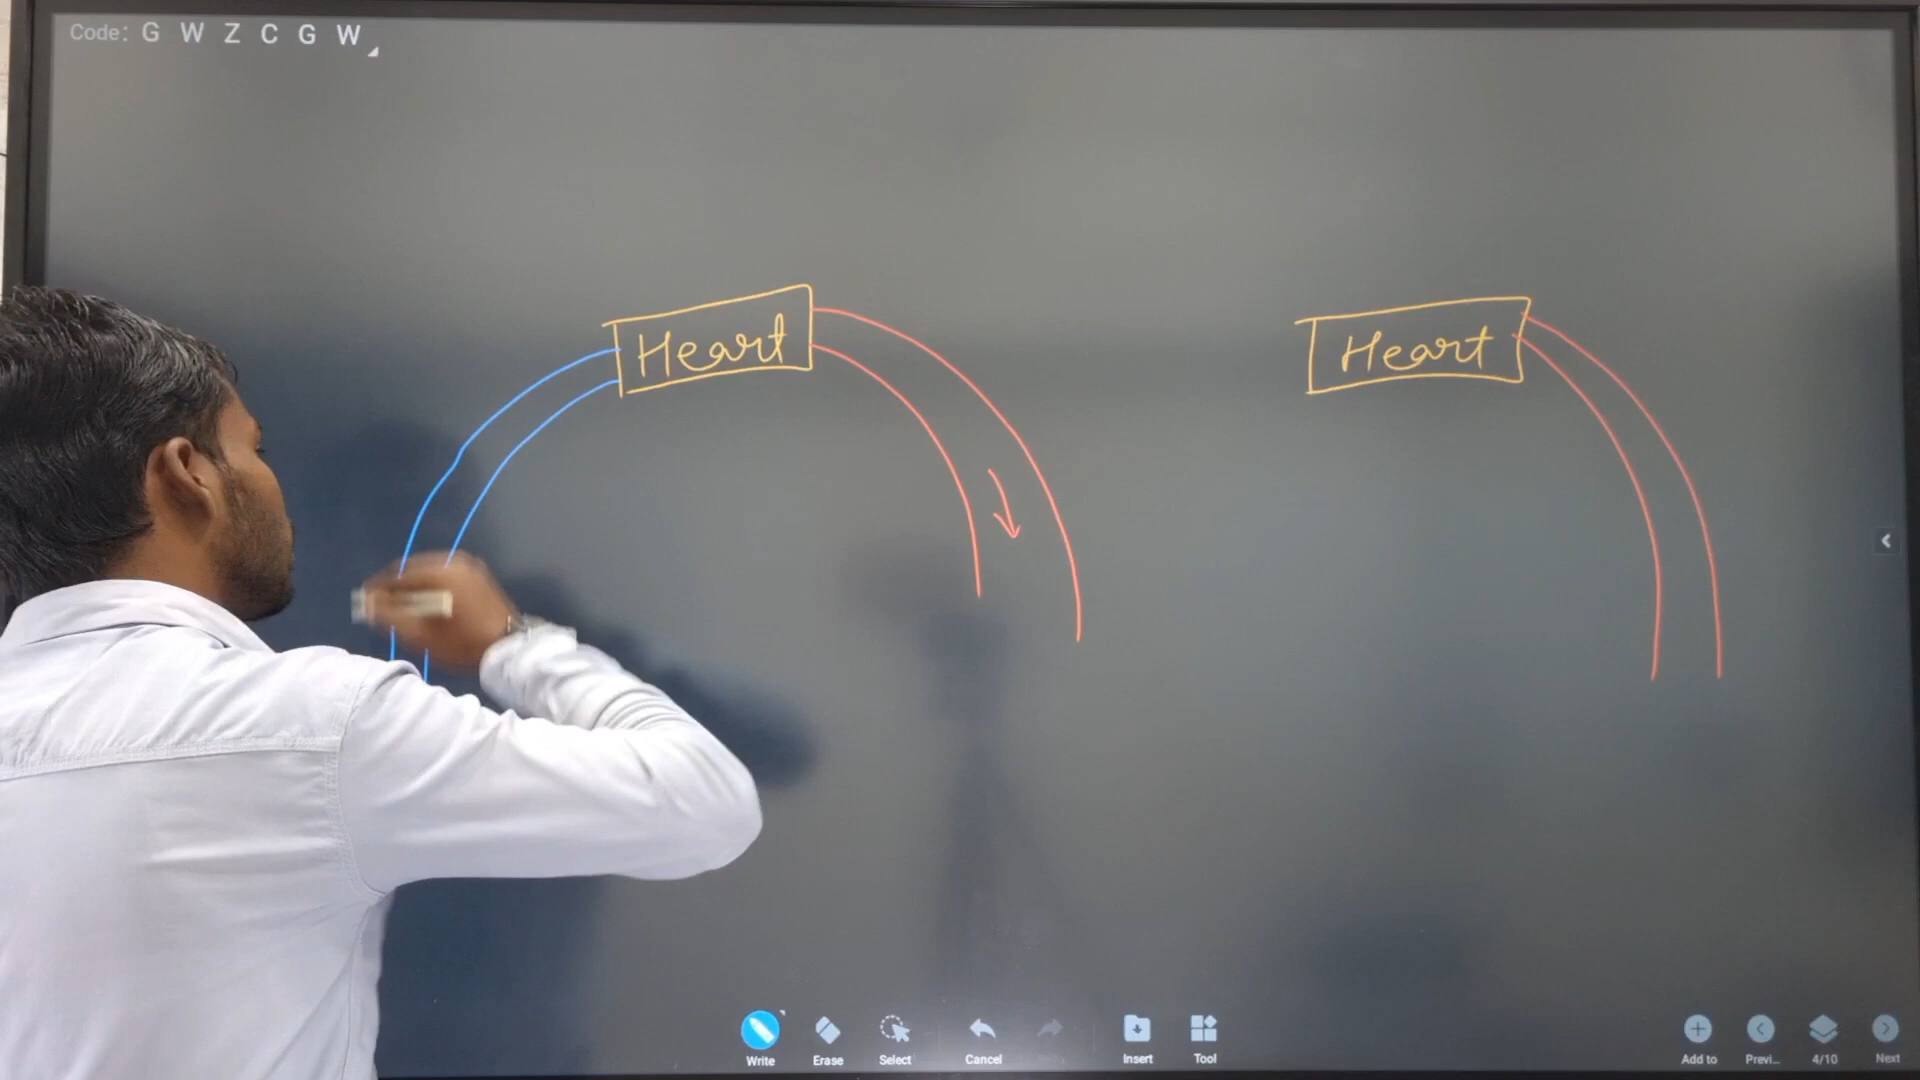 Code: G W Z C G W
Heart
Heart
Write Erase Select Cancel Insert Tool Add to Previ... 4/10 Next